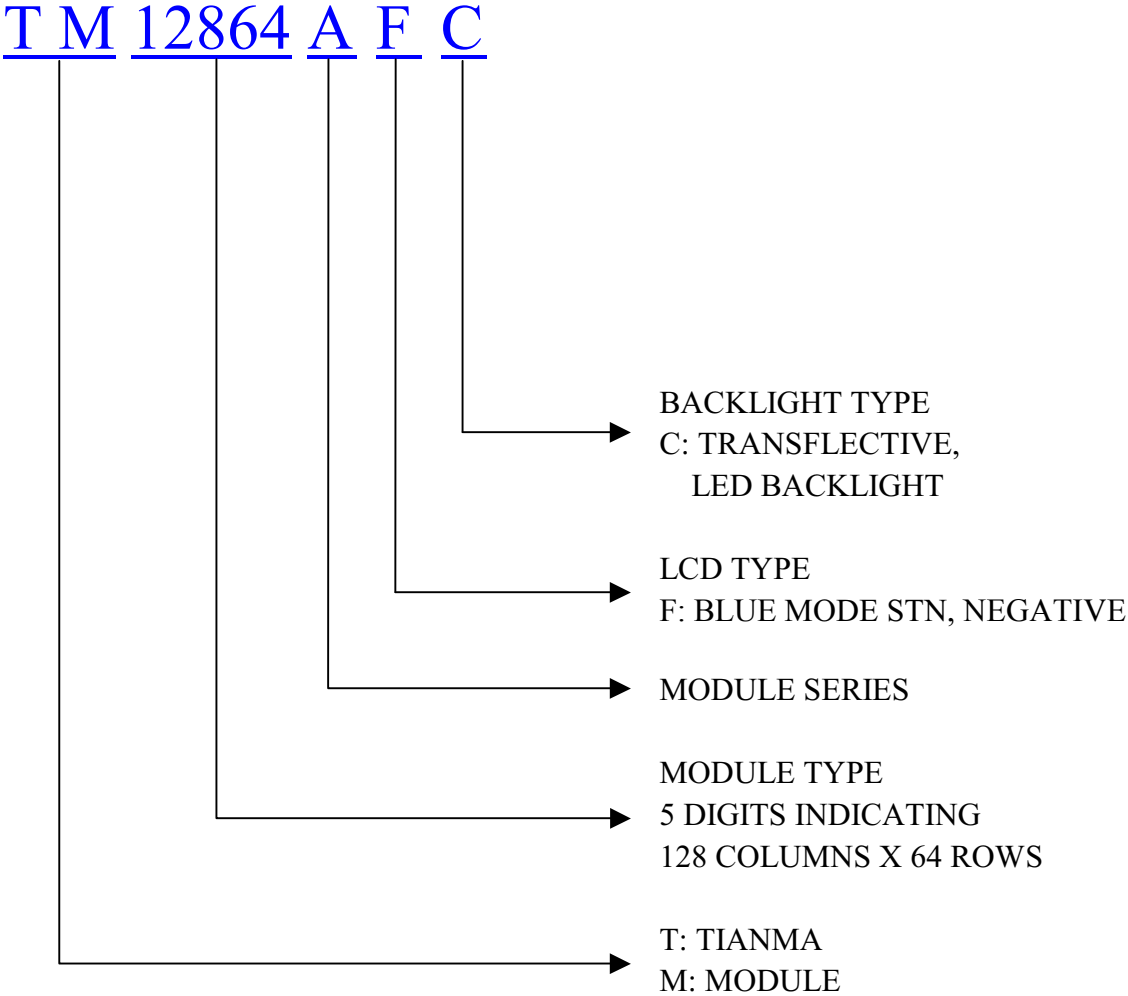 T M 12864 A F C
BACKLIGHT TYPE
C: TRANSFLECTIVE,
LED BACKLIGHT
LCD TYPE
F: BLUE MODE STN, NEGATIVE
MODULE SERIES
MODULE TYPE
5 DIGITS INDICATING
128 COLUMNS X 64 ROWS
T: TIANMA
M: MODULE